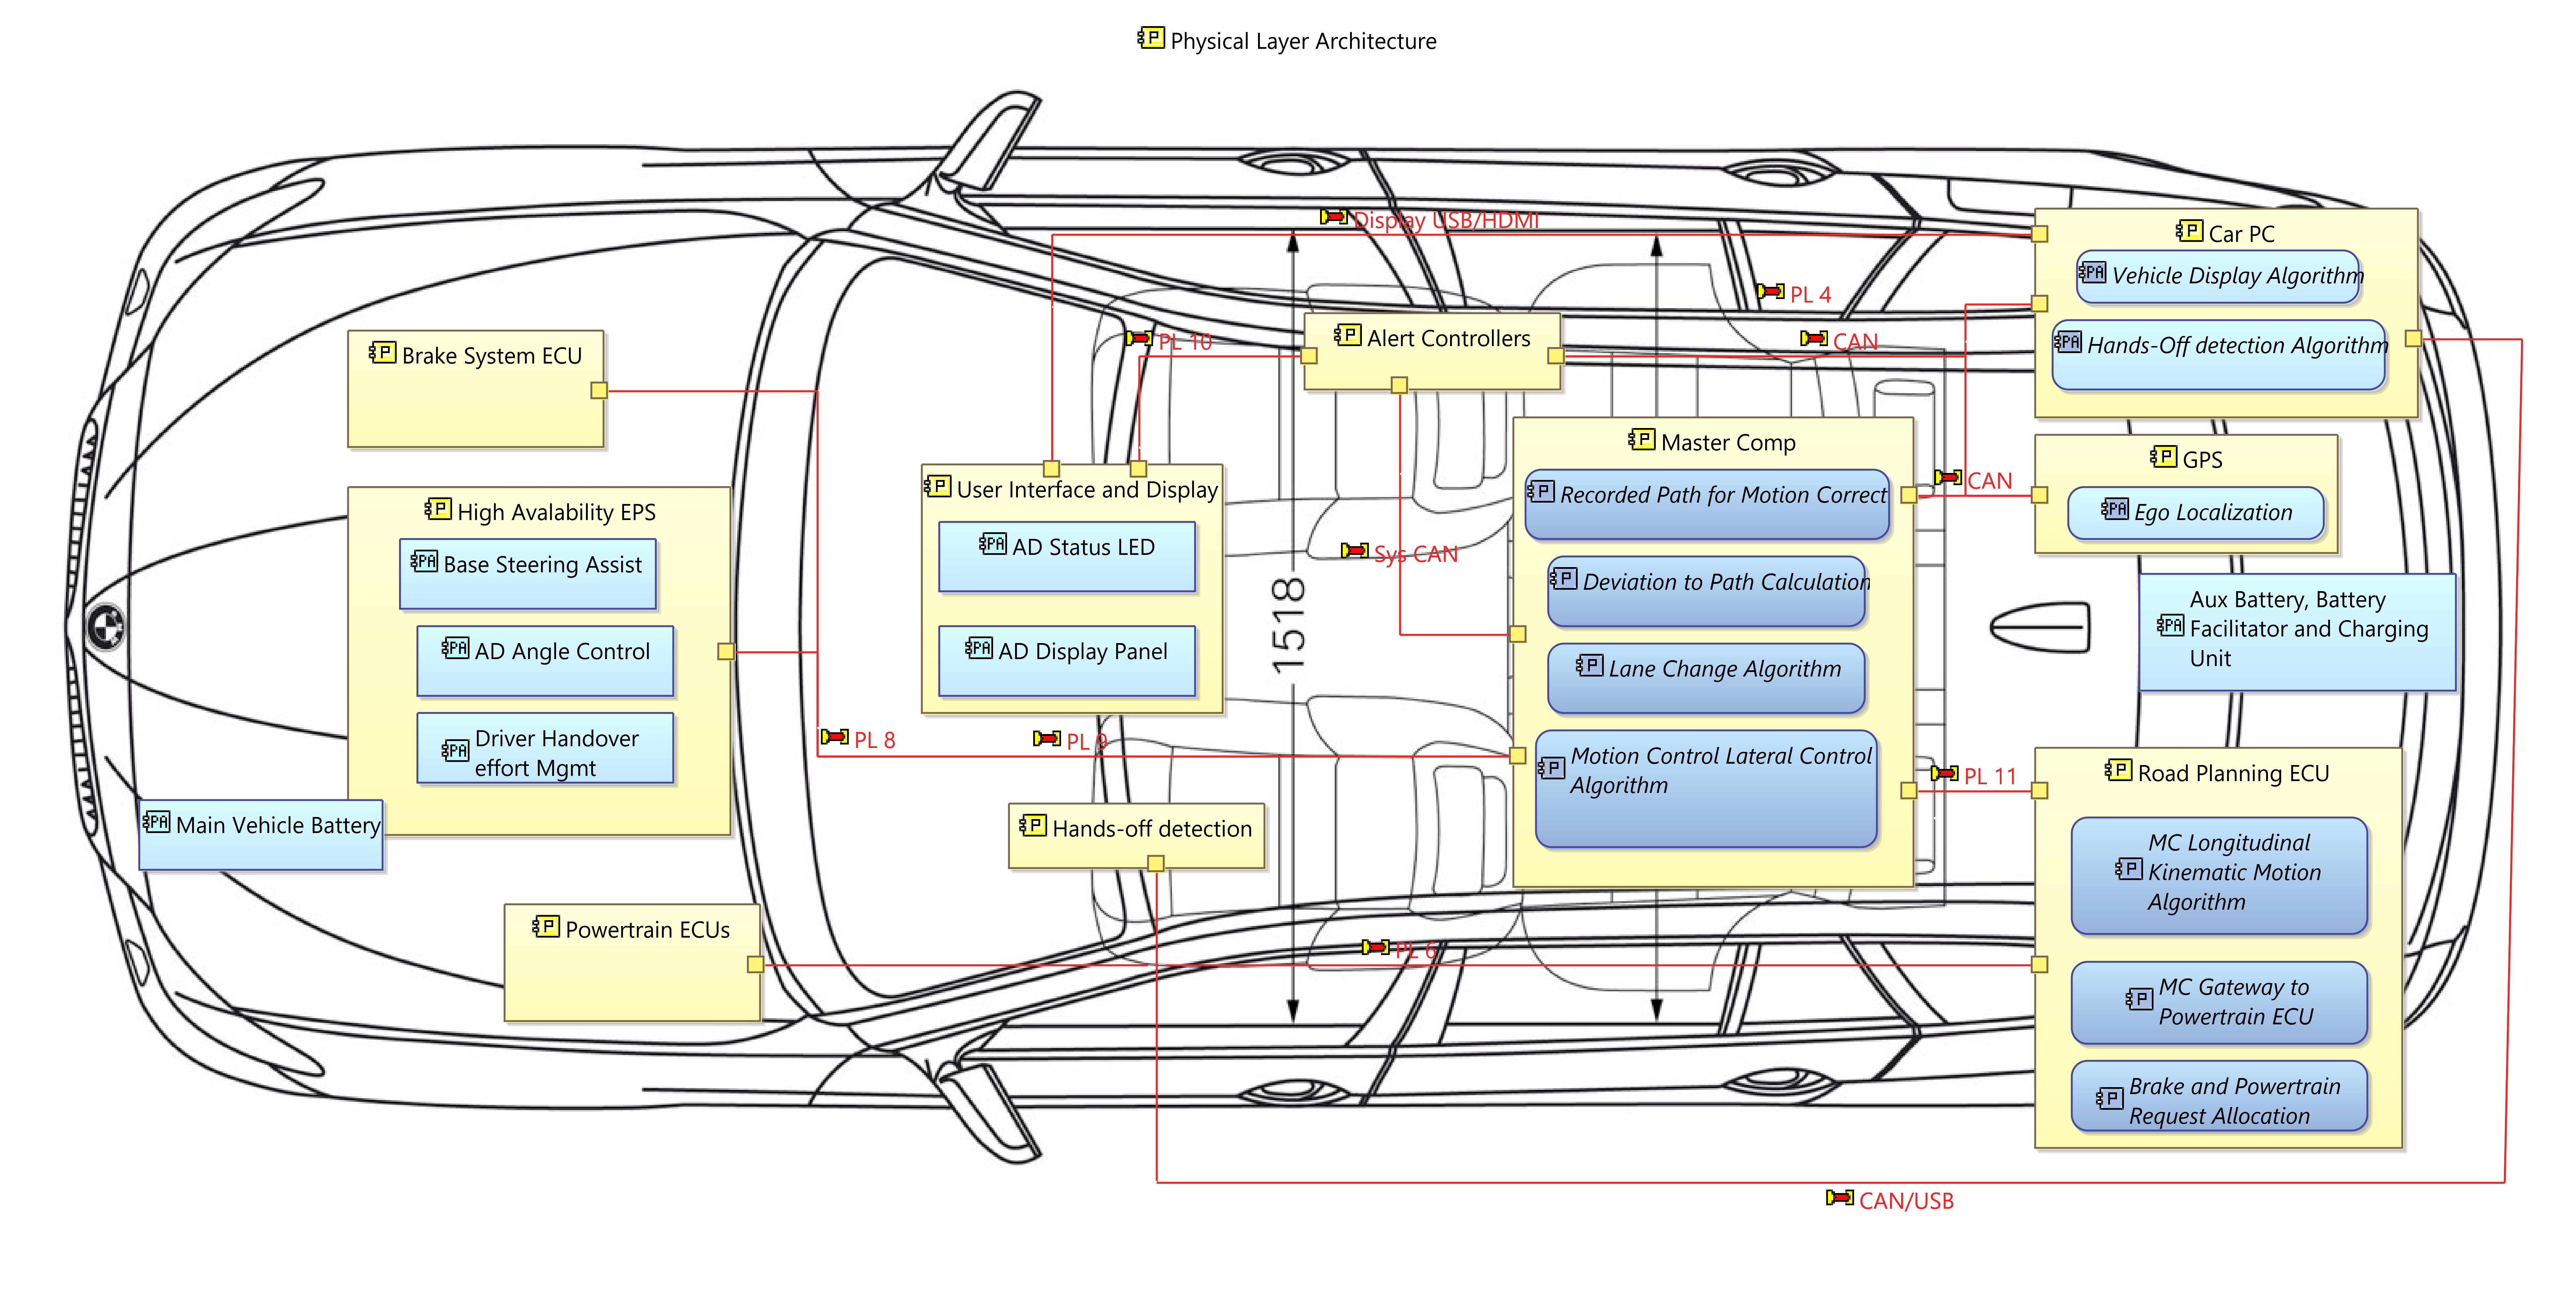 Physical Layer Architecture
Display USB/HDMI
Car PC
Vehicle Display Algorithm
Hands-Off detection Algorithm
PL 4
CAN
Alert Controllers
PL 10
Brake System ECU
Master Comp
Recorded Path for Motion Correct
Deviation to Path Calculation
Lane Change Algorithm
Motion Control Lateral Control
Algorithm
CAN
GPS
Ego Localization
User Interface and Display
AD Status LED
AD Display Panel
High Avalability EPS
Base Steering Assist
AD Angle Control
Driver Handover
effort Mgmt
Sys CAN
1518
Aux Battery, Battery
Facilitator and Charging
Unit
PL 8
PL 9
PL 11
Road Planning ECU
MC Longitudinal
Kinematic Motion
Algorithm
MC Gateway to
Powertrain ECU
Brake and Powertrain
Request Allocation
Main Vehicle Battery
Hands-off detection
Powertrain ECUs
PL 6
CAN/USB